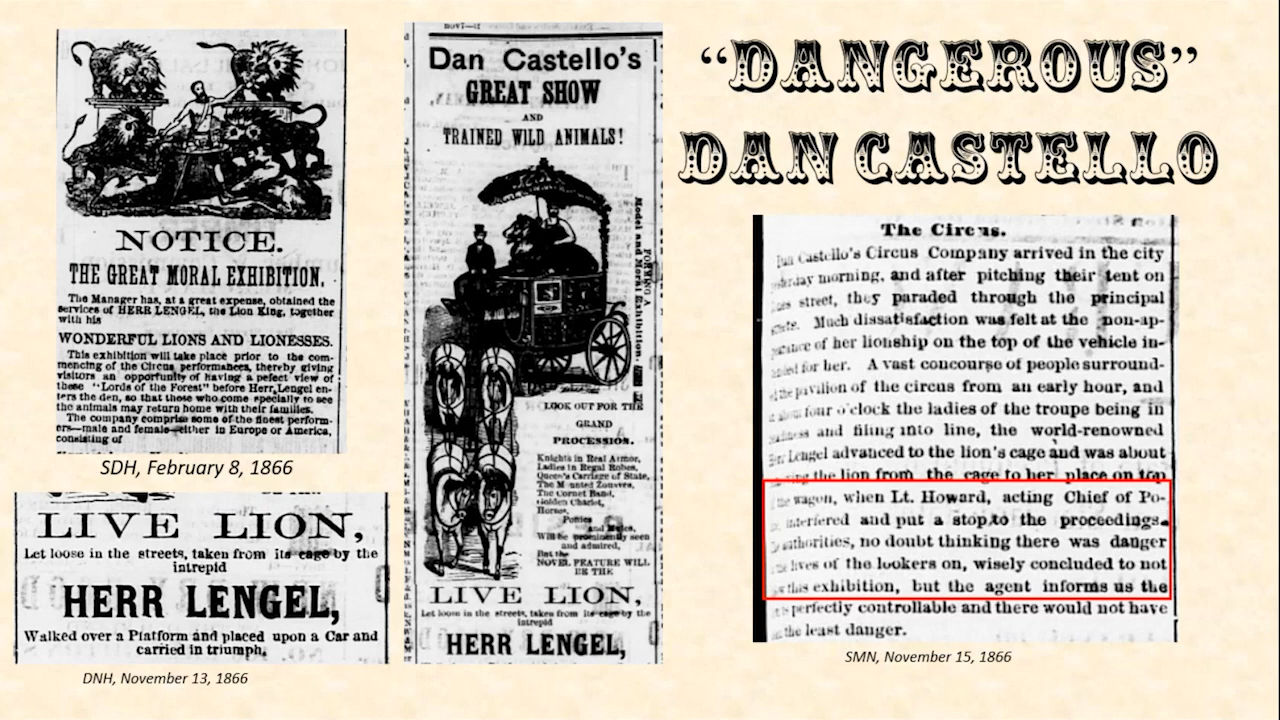 “DANGEROUS”
DAN CASTELLO
NOTICE.
THE GREAT MORAL EXHIBITION.
The Manager has, at a great expense, obtained the
services of HERR LENGEL, the Lion King, together
with his
WONDERFUL LIONS AND LIONESSES.
This exhibition will take place prior to the com-
mencing of the Circus performances, thereby giving
visitors an opportunity of having a pefect view of
these "Lords of the Forest" before Herr Lengel en-
ters the den, so that those who come specially to see
the animals may return home with their families.
The company comprise some of the finest perform-
ers—male and female—either in Europe or America,
consisting of
SDH, February 8, 1866
LIVE LION,
Let loose in the streets, taken from its cage by the
intrepid
HERR LENGEL,
Walked over a Platform and placed upon a Car and
carried in triumph.
DNH, November 13, 1866
Dan Castello's
GREAT SHOW
AND
TRAINED WILD ANIMALS!
FORMING A
Model and Moral Exhibition.
LOOK OUT FOR THE
GRAND
PROCESSION.
Knights in Real Armor,
Ladies in Regal Robes,
Queen's Carriage of State,
The Mounted Zouaves,
The Cornet Band,
Golden Chariot,
Horses,
Ponies
and Mules,
Will be prominently seen
and admired,
But the
NOVEL FEATURE WILL
BE THE
LIVE LION,
Let loose in the streets, taken from its cage by the
intrepid
HERR LENGEL,
The Circus.
Castello's Circus Company arrived in the city
morning, and after pitching their tent on
street, they paraded through the principal
Much dissatisfaction was felt at the non-ap-
of her lionship on the top of the vehicle in-
for her. A vast concourse of people surround-
pavilion of the circus from an early hour, and
four o'clock the ladies of the troupe being in
and filing into line, the world-renowned
Lengel advanced to the lion's cage and was about
the lion from the cage to her place on top
wagon, when Lt. Howard, acting Chief of Po-
interfered and put a stop to the proceedings.
authorities, no doubt thinking there was danger
lives of the lookers on, wisely concluded to not
this exhibition, but the agent informs us the
perfectly controllable and there would not have
the least danger.
SMN, November 15, 1866